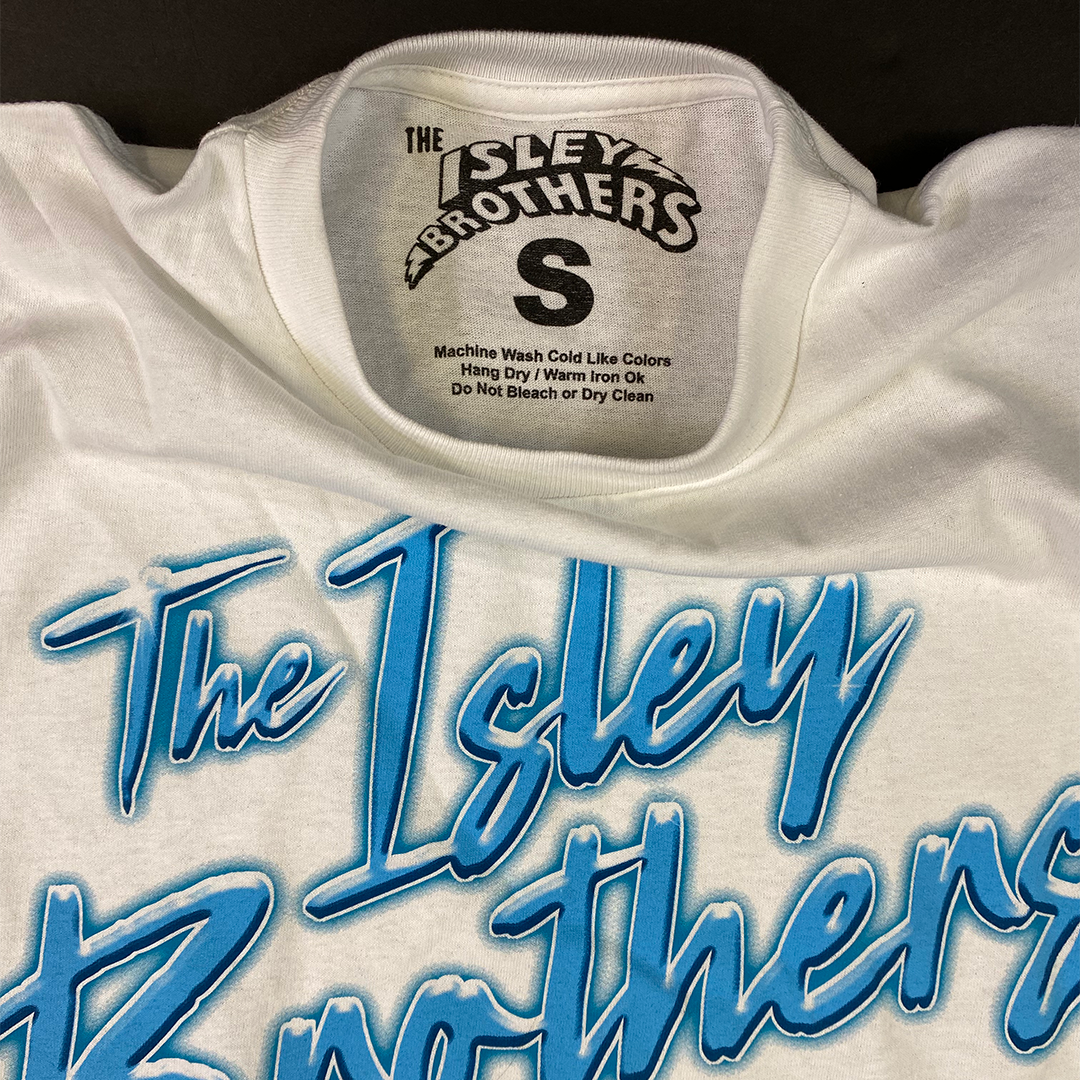 THE
ISLEY
BROTHERS
S
Machine Wash Cold Like Colors
Hang Dry / Warm Iron Ok
Do Not Bleach or Dry Clean
The Isley
Brothers